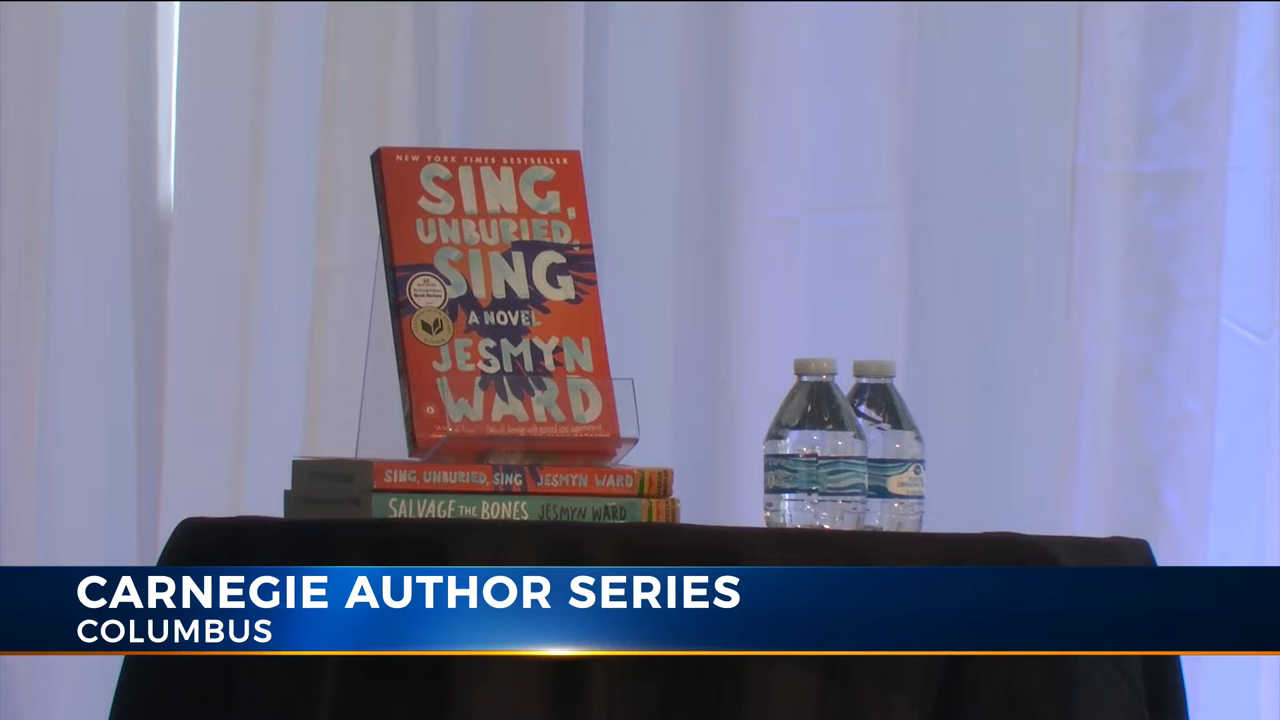 NEW YORK TIMES BESTSELLER
SING,
UNBURIED,
SING
A NOVEL
JESMYN
WARD
SING, UNBURIED, SING JESMYN WARD
SALVAGE THE BONES JESMYN WARD
CARNEGIE AUTHOR SERIES
COLUMBUS